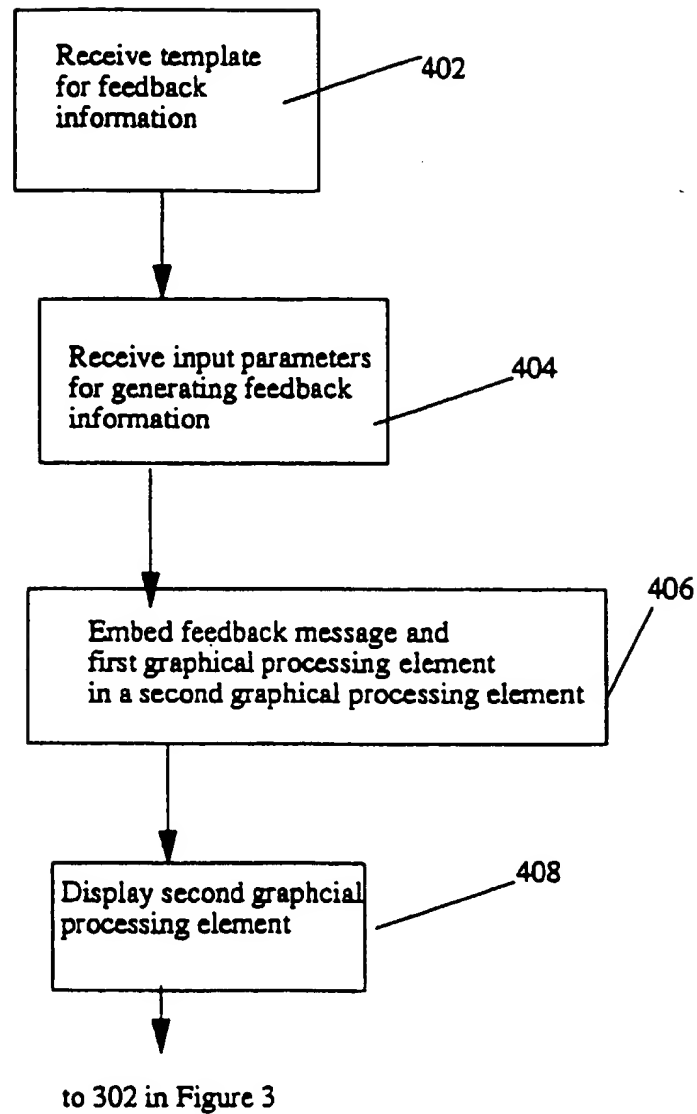 Receive template
for feedback
information
402
Receive input parameters
for generating feedback
information
404
406
Embed feedback message and
first graphical processing element
in a second graphical processing element
408
Display second graphcial
processing element
to 302 in Figure 3